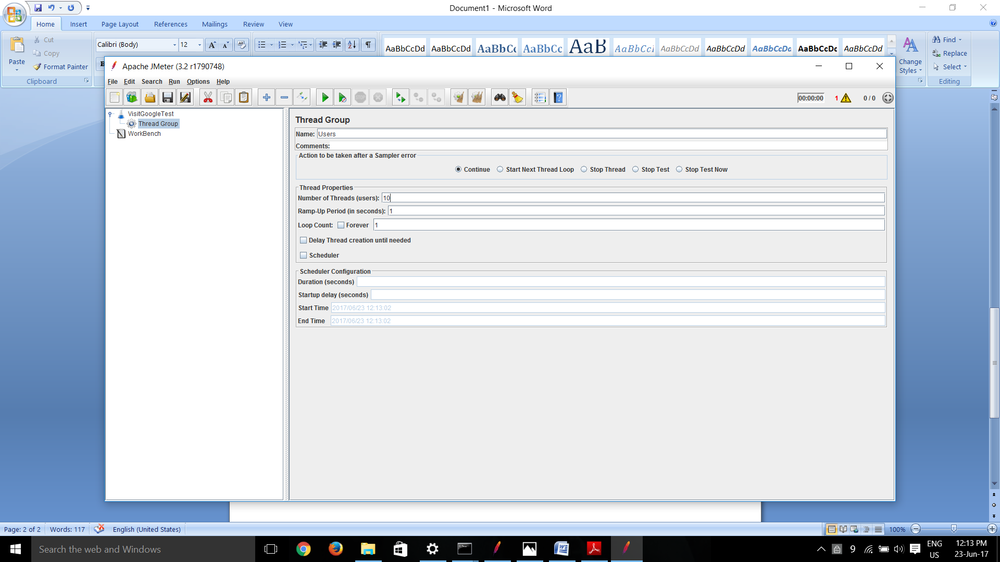 Document1 - Microsoft Word
Home Insert Page Layout References Mailings Review View
Paste
Cut
Copy
Format Painter
Clipboard
Calibri (Body) 12
AaBbCcDd AaBbCcDd AaBbCc AaBbCc AaB AaBbCcI AaBbCcDd AaBbCcDd AaBbCcDd AaBbCcDc AaBbCcDd
Change Styles
Find
Replace
Select
Editing
Apache JMeter (3.2 r1790748)
File Edit Search Run Options Help
00:00:00 1 0 / 0
VisitGoogleTest
Thread Group
WorkBench
Thread Group
Name: Users
Comments:
Action to be taken after a Sampler error
Continue Start Next Thread Loop Stop Thread Stop Test Stop Test Now
Thread Properties
Number of Threads (users): 10
Ramp-Up Period (in seconds): 1
Loop Count: Forever 1
Delay Thread creation until needed
Scheduler
Scheduler Configuration
Duration (seconds)
Startup delay (seconds)
Start Time 2017/06/23 12:13:02
End Time 2017/06/23 12:13:02
Page: 2 of 2 Words: 117 English (United States) 100%
Search the web and Windows
9
ENG
US
12:13 PM
23-Jun-17